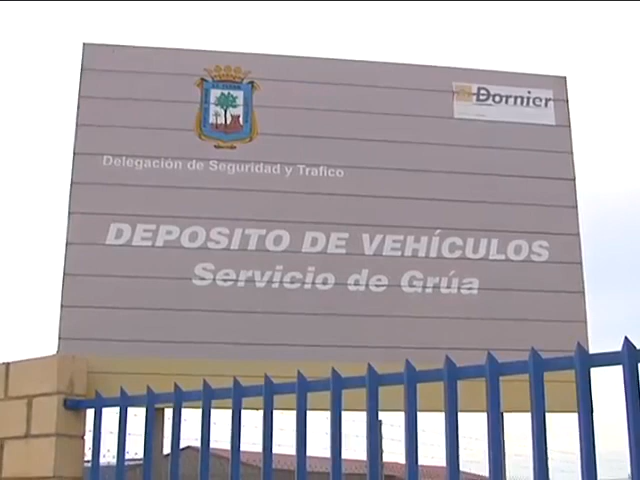 Dornier
Delegación de Seguridad y Trafico
DEPOSITO DE VEHÍCULOS
Servicio de Grúa